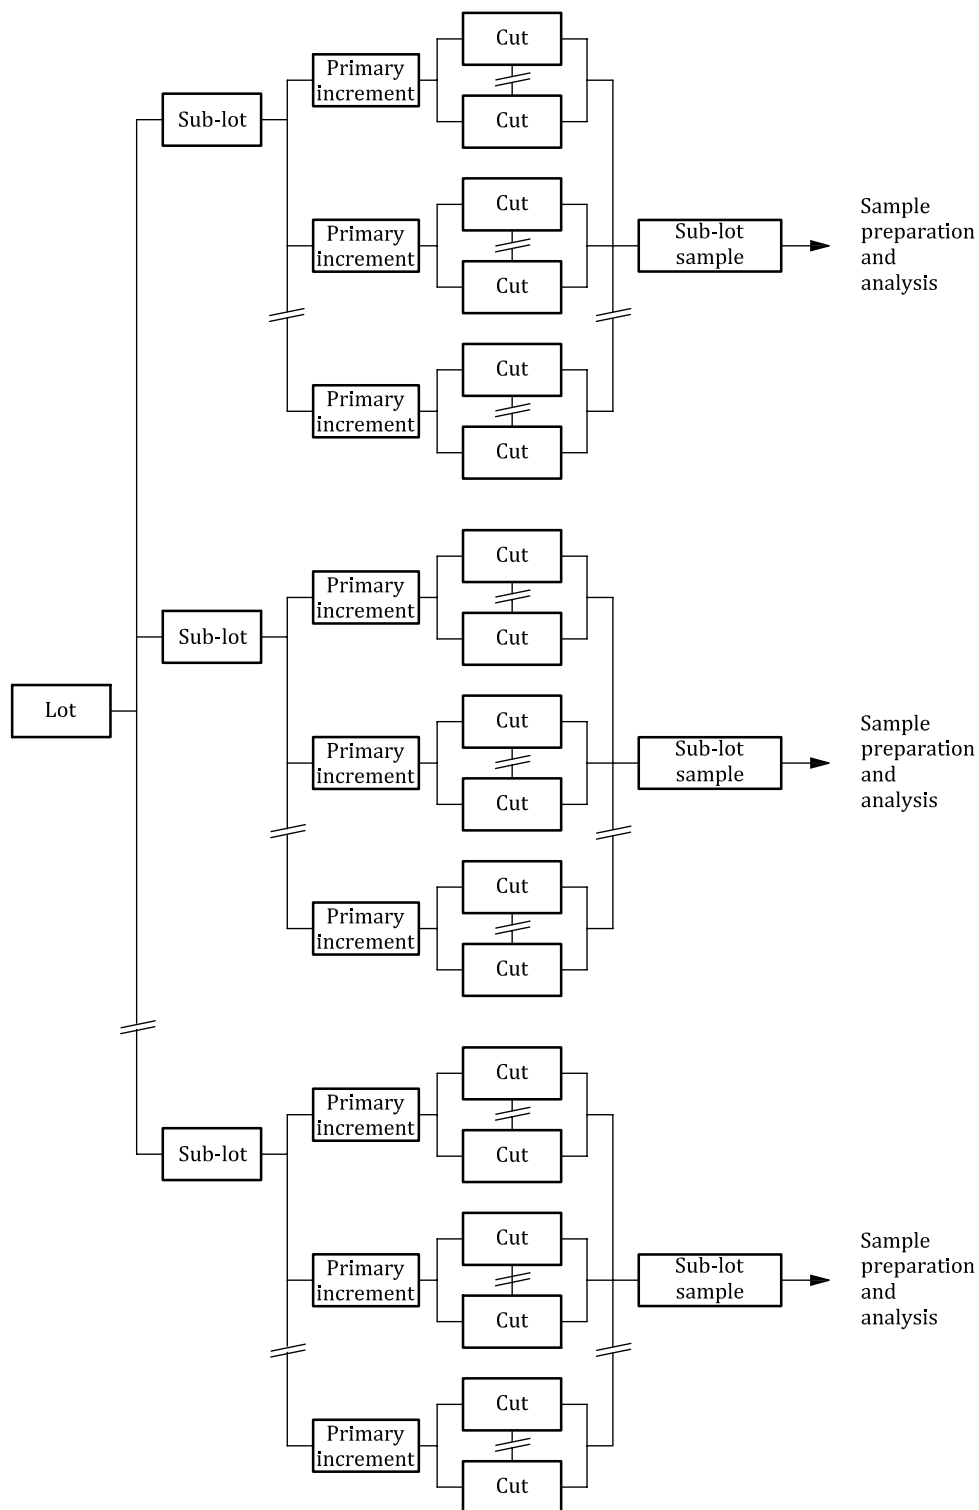 Cut
Primary
increment
Cut
Sub-lot
Cut
Primary
increment
Cut
Sub-lot
sample
Sample
preparation
and
analysis
Cut
Primary
increment
Cut
Cut
Primary
increment
Cut
Sub-lot
Lot
Cut
Primary
increment
Cut
Sub-lot
sample
Sample
preparation
and
analysis
Cut
Primary
increment
Cut
Cut
Primary
increment
Cut
Sub-lot
Cut
Primary
increment
Cut
Sub-lot
sample
Sample
preparation
and
analysis
Cut
Primary
increment
Cut